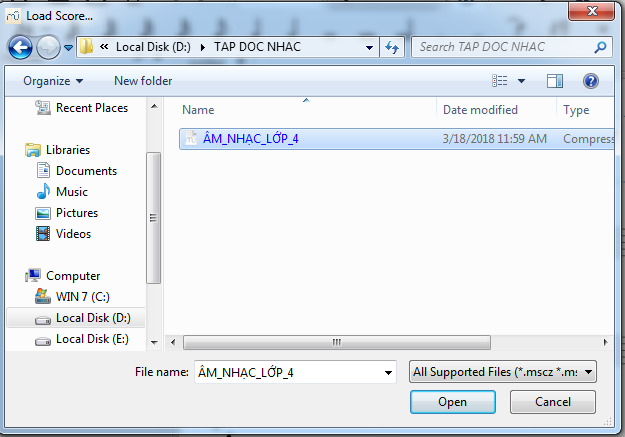 Load Score...
« Local Disk (D:) ▸ TAP DOC NHAC
Search TAP DOC NHAC
Organize ▾ New folder
Name Date modified Type
Recent Places
ÂM_NHẠC_LỚP_4 3/18/2018 11:59 AM Compress
Libraries
Documents
Music
Pictures
Videos
Computer
WIN 7 (C:)
Local Disk (D:)
Local Disk (E:)
File name: ÂM_NHẠC_LỚP_4 All Supported Files (*.mscz *.ms
Open Cancel